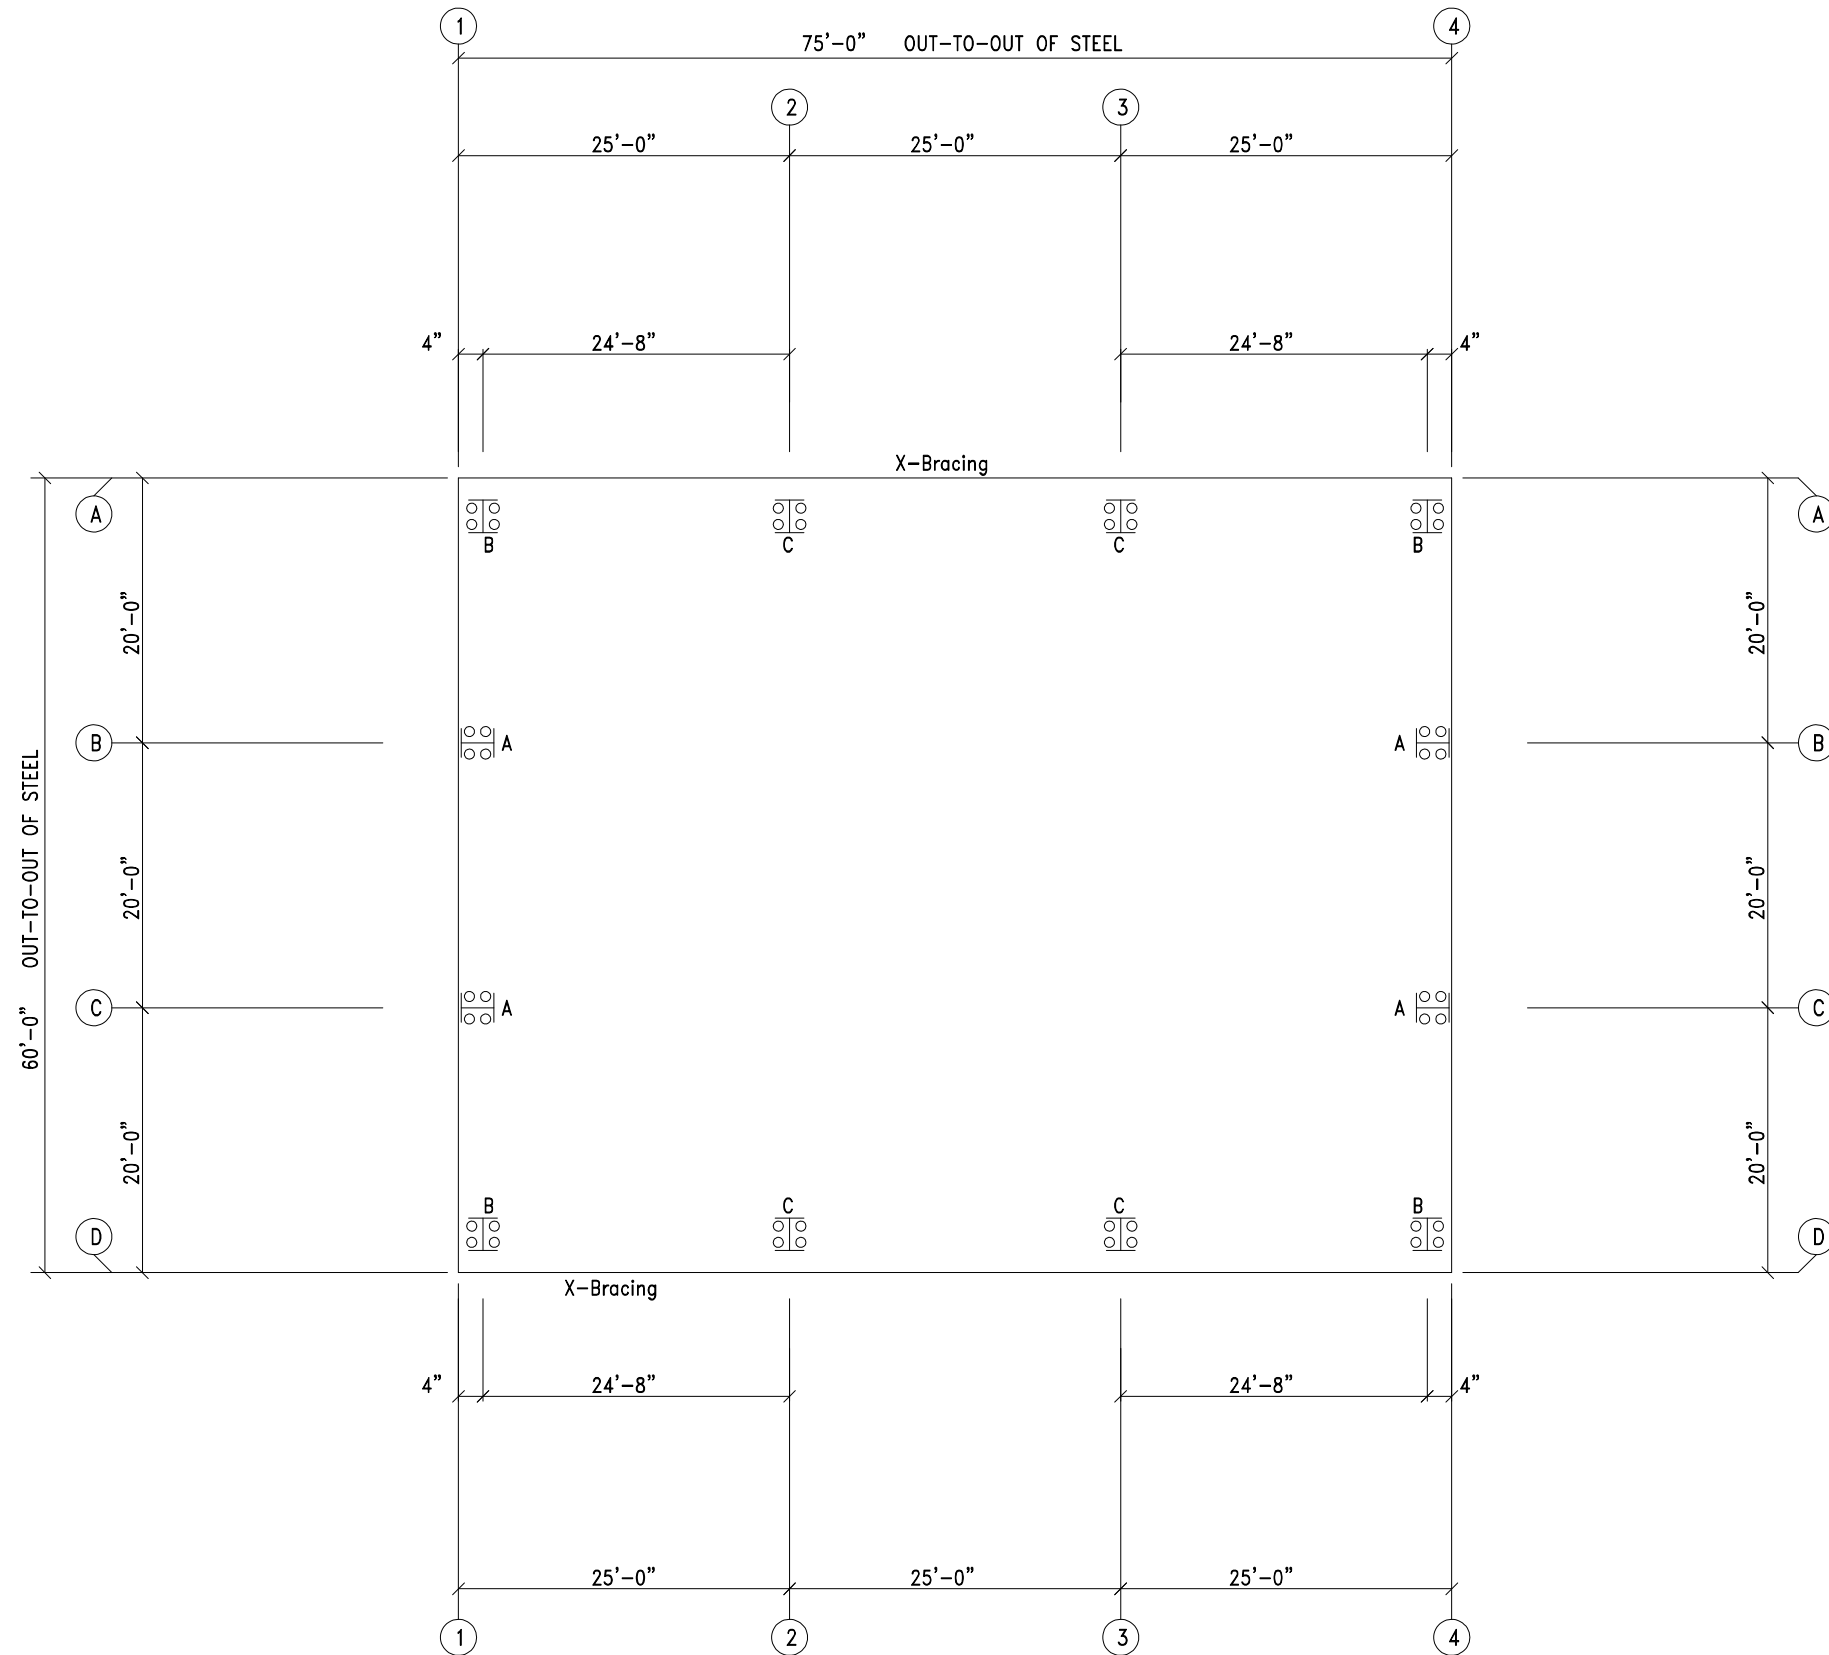 1
4
75'-0" OUT-TO-OUT OF STEEL
2
3
25'-0"
25'-0"
25'-0"
4"
24'-8"
24'-8"
4"
X-Bracing
A
A
B
C
C
B
20'-0"
20'-0"
B
A
A
B
60'-0" OUT-TO-OUT OF STEEL
20'-0"
20'-0"
C
A
A
C
20'-0"
20'-0"
B
C
C
B
D
D
X-Bracing
4"
24'-8"
24'-8"
4"
25'-0"
25'-0"
25'-0"
1
2
3
4